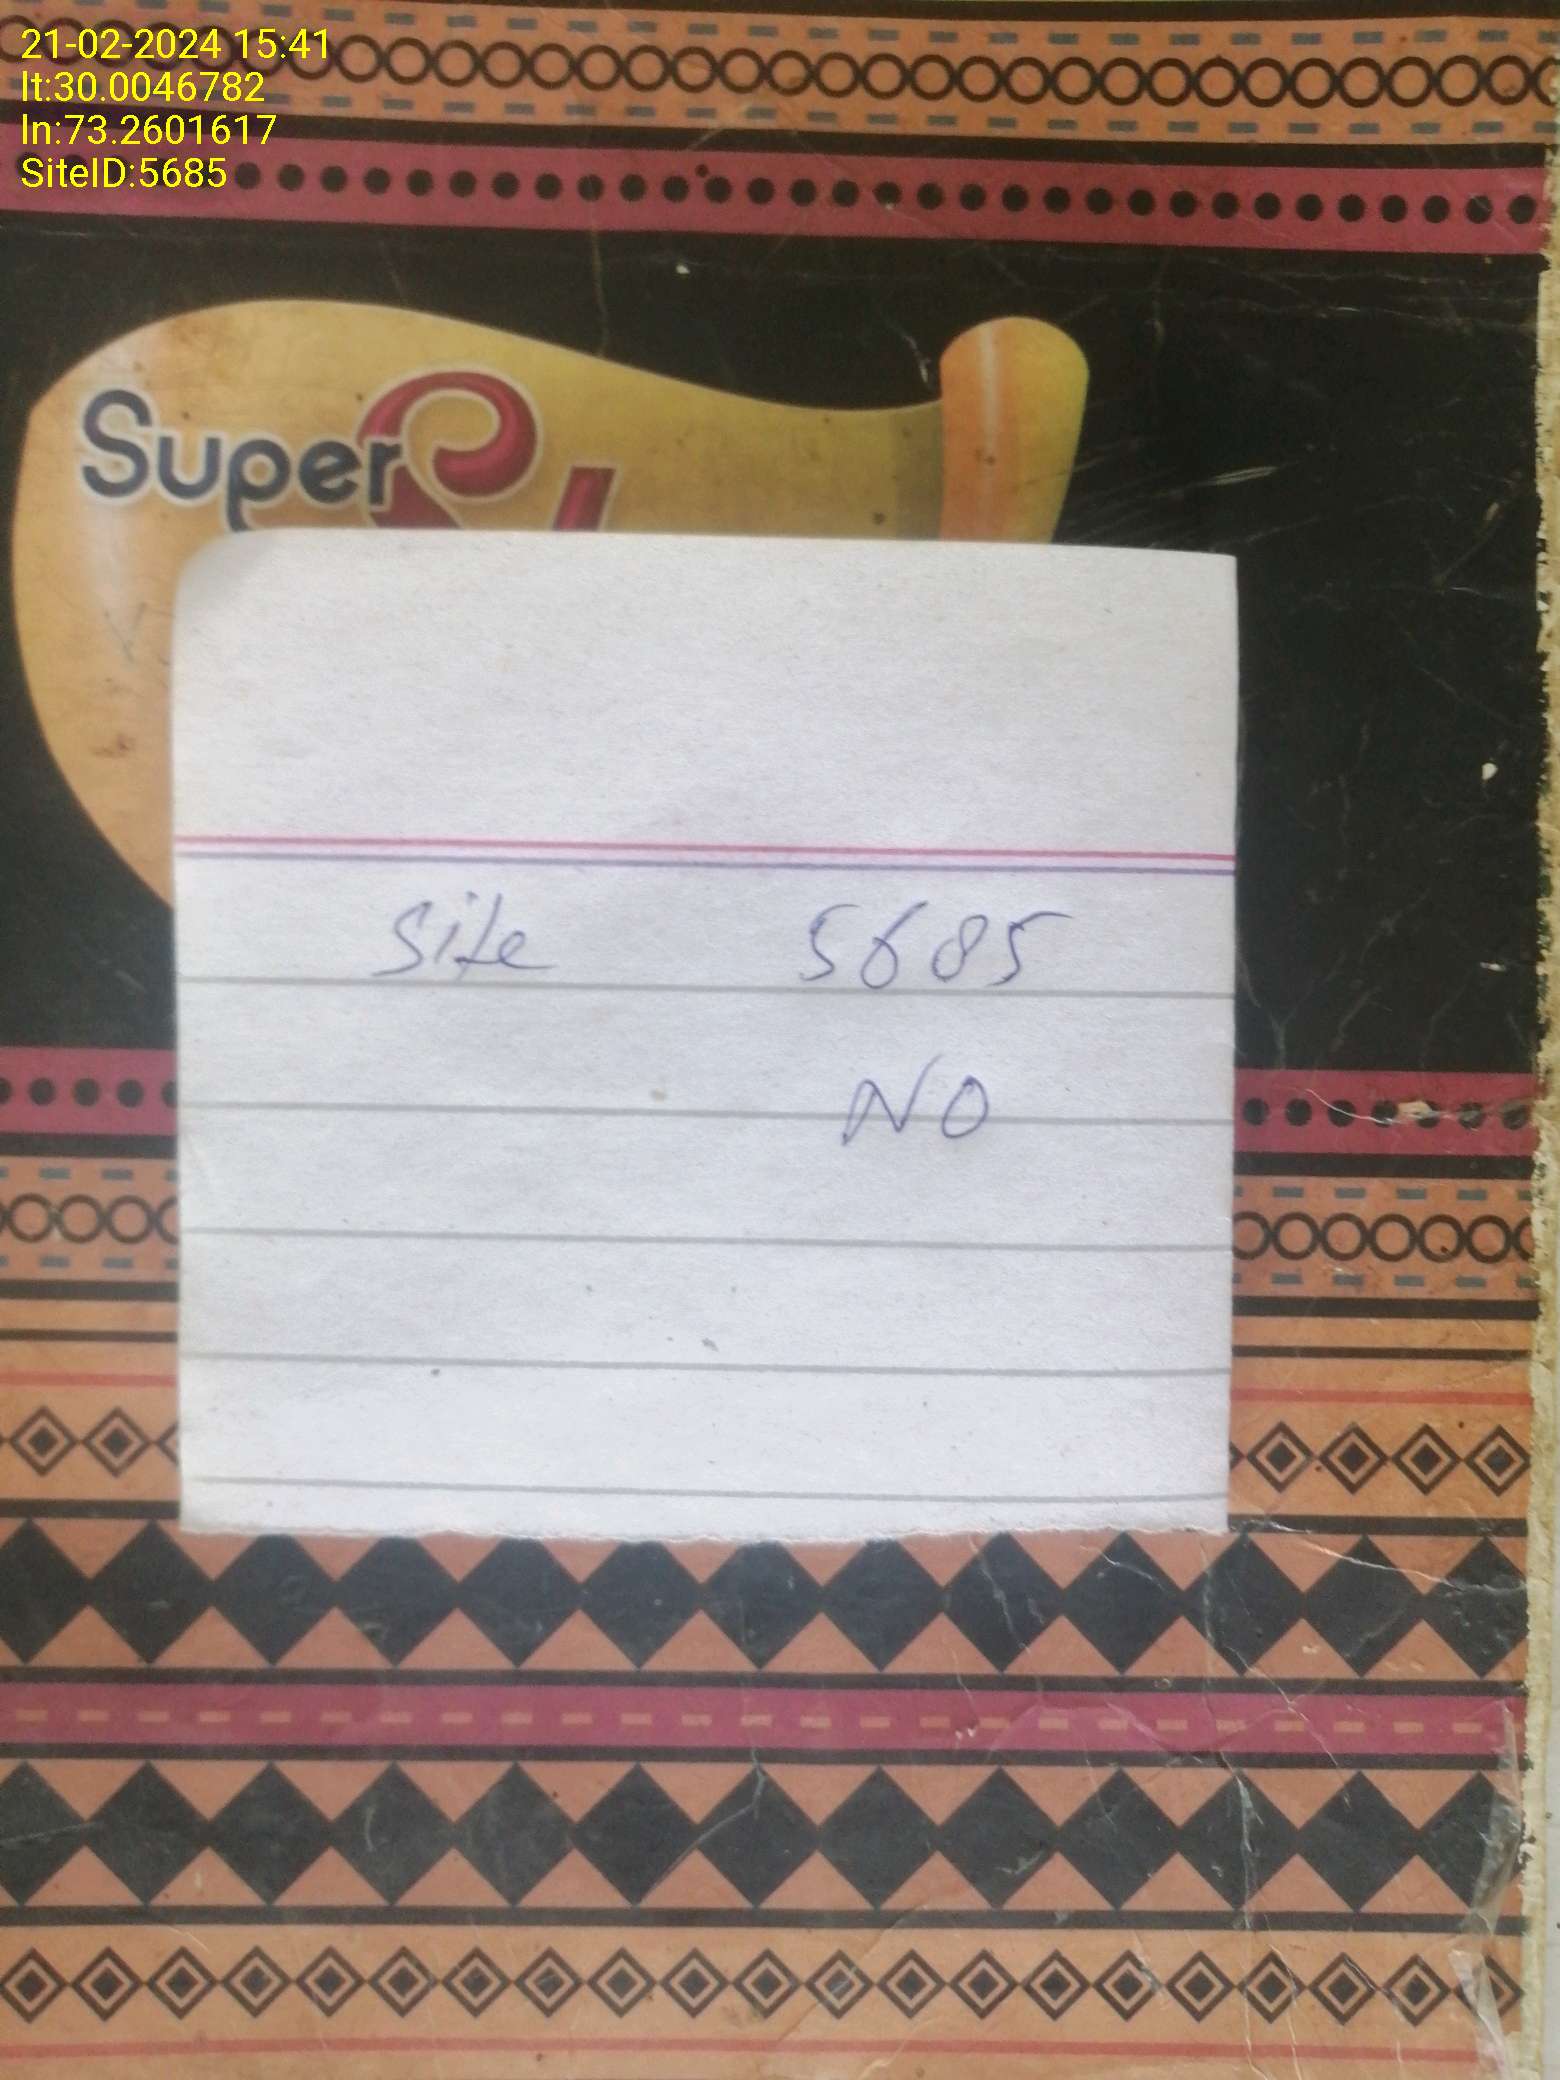 21-02-2024 15:41
lt:30.0046782
ln:73.2601617
SiteID:5685
Super
Site 5685
NO